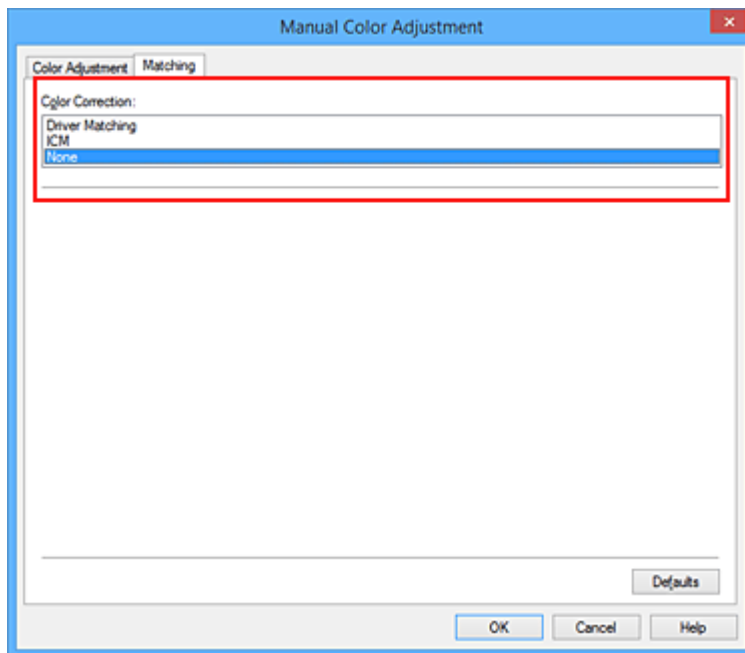 Manual Color Adjustment
Color Adjustment Matching
Color Correction:
Driver Matching
ICM
None
Defaults
OK Cancel Help